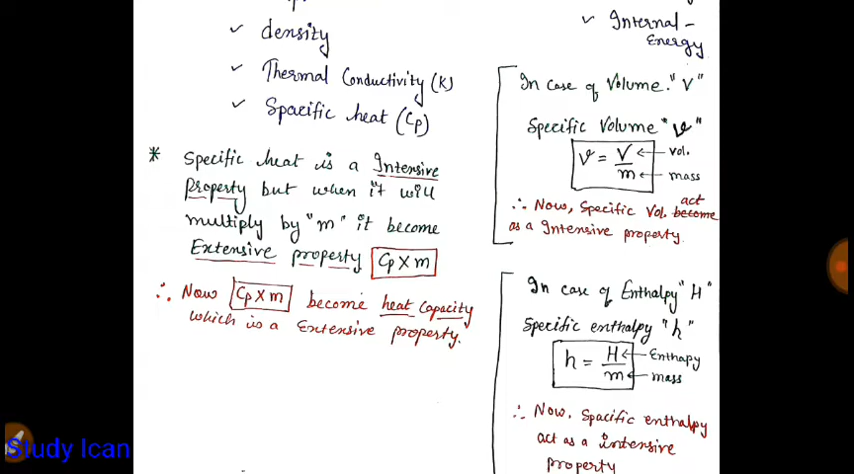 ✓ density
✓ Thermal Conductivity (K)
✓ Spacific heat (Cp)
* Specific heat is a Intensive
Property but when it will
multiply by "m" it become
Extensive property Cp X m
∴ Now Cp X m become heat Capacity
which is a Extensive property.
✓ Internal-
Energy
In case of Volume "V"
Specific Volume "v"
v = V ← vol.
m ← mass
∴ Now, Specific Vol. become act
as a Intensive property.
In case of Enthalpy "H"
Specific enthalpy "h"
h = H ← Enthapy
m ← mass
∴ Now, Spacific enthalpy
act as a intensive
property
Study Ican